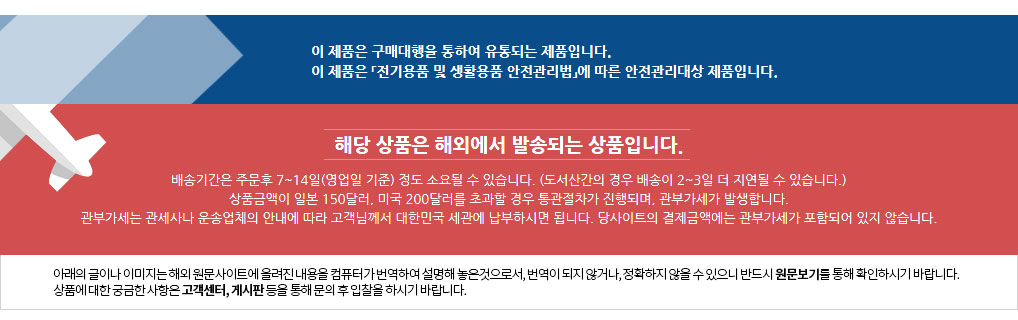 이 제품은 구매대행을 통하여 유통되는 제품입니다.
이 제품은 「전기용품 및 생활용품 안전관리법」에 따른 안전관리대상 제품입니다.
해당 상품은 해외에서 발송되는 상품입니다.
배송기간은 주문후 7~14일(영업일 기준) 정도 소요될 수 있습니다. (도서산간의 경우 배송이 2~3일 더 지연될 수 있습니다.)
상품금액이 일본 150달러, 미국 200달러를 초과할 경우 통관절차가 진행되며, 관부가세가 발생합니다.
관부가세는 관세사나 운송업체의 안내에 따라 고객님께서 대한민국 세관에 납부하시면 됩니다. 당사이트의 결제금액에는 관부가세가 포함되어 있지 않습니다.
아래의 글이나 이미지는 해외 원문사이트에 올려진 내용을 컴퓨터가 번역하여 설명해 놓은것으로서, 번역이 되지 않거나, 정확하지 않을 수 있으니 반드시 원문보기를 통해 확인하시기 바랍니다.
상품에 대한 궁금한 사항은 고객센터, 게시판 등을 통해 문의 후 입찰을 하시기 바랍니다.